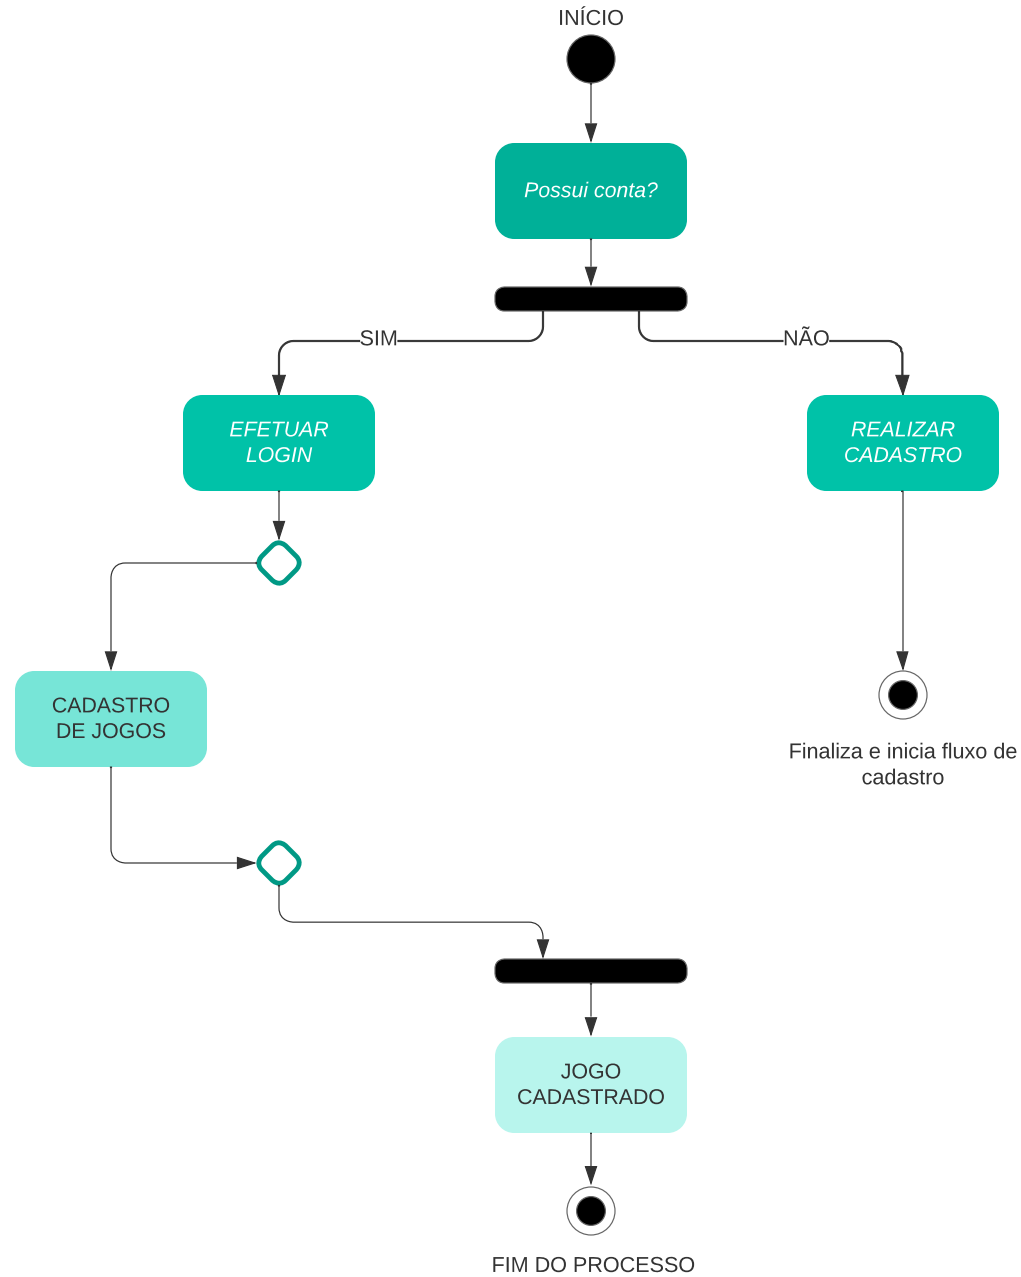 INÍCIO
Possui conta?
SIM
NÃO
EFETUAR
LOGIN
REALIZAR
CADASTRO
CADASTRO
DE JOGOS
Finaliza e inicia fluxo de
cadastro
JOGO
CADASTRADO
FIM DO PROCESSO